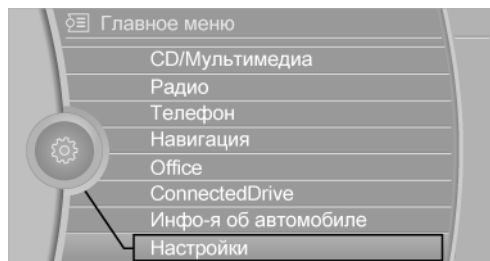 Главное меню
CD/Мультимедиа
Радио
Телефон
Навигация
Office
ConnectedDrive
Инфо-я об автомобиле
Настройки